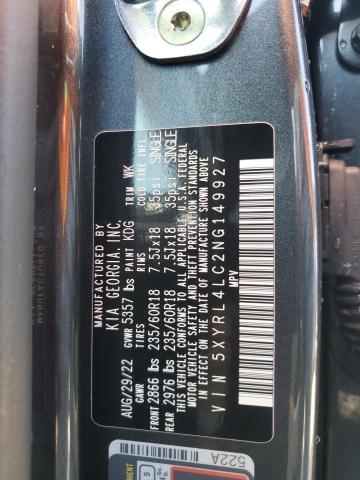 MANUFACTURED BY
KIA GEORGIA, INC.
AUG/29/22 GVWR 5357 lbs PAINT KDG TRIM WK
GAWR TIRES RIMS COLD TIRE INFL
FRONT 2866 lbs 235/60R18 7.5Jx18 35psi SINGLE
REAR 2976 lbs 235/60R18 7.5Jx18 35psi SINGLE
THIS VEHICLE CONFORMS TO ALL APPLICABLE U.S.A. FEDERAL
MOTOR VEHICLE SAFETY AND THEFT PREVENTION STANDARDS
IN EFFECT ON THE DATE OF MANUFACTURE SHOWN ABOVE
VIN 5XYRL4LC2NG149927
MPV
522A
5